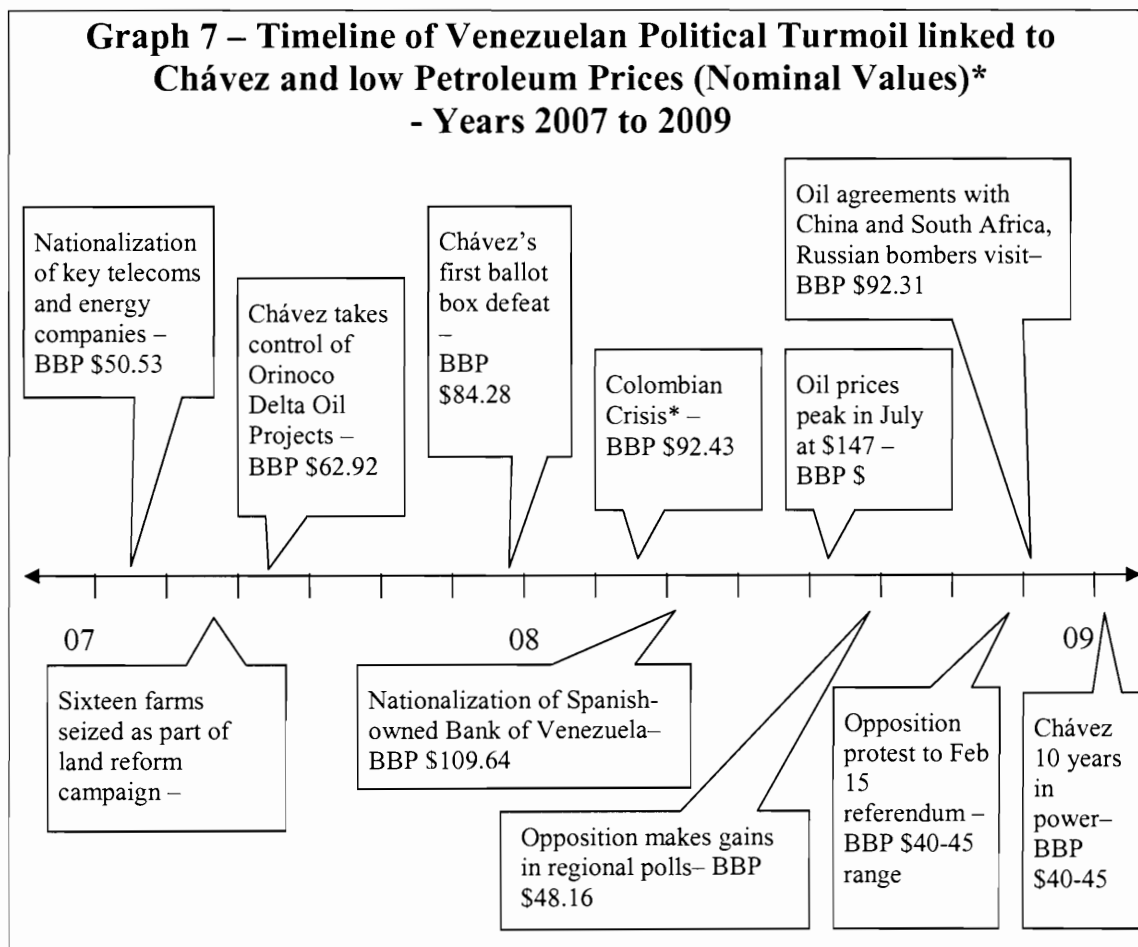 Graph 7 – Timeline of Venezuelan Political Turmoil linked to
Chávez and low Petroleum Prices (Nominal Values)*
- Years 2007 to 2009
Nationalization
of key telecoms
and energy
companies –
BBP $50.53
Chávez takes
control of
Orinoco
Delta Oil
Projects –
BBP $62.92
Chávez's
first ballot
box defeat
–
BBP
$84.28
Colombian
Crisis* –
BBP $92.43
Oil prices
peak in July
at $147 –
BBP $
Oil agreements with
China and South Africa,
Russian bombers visit–
BBP $92.31
07
08
09
Sixteen farms
seized as part of
land reform
campaign –
Nationalization of Spanish-
owned Bank of Venezuela–
BBP $109.64
Opposition makes gains
in regional polls– BBP
$48.16
Opposition
protest to Feb
15
referendum –
BBP $40-45
range
Chávez
10 years
in
power–
BBP
$40-45